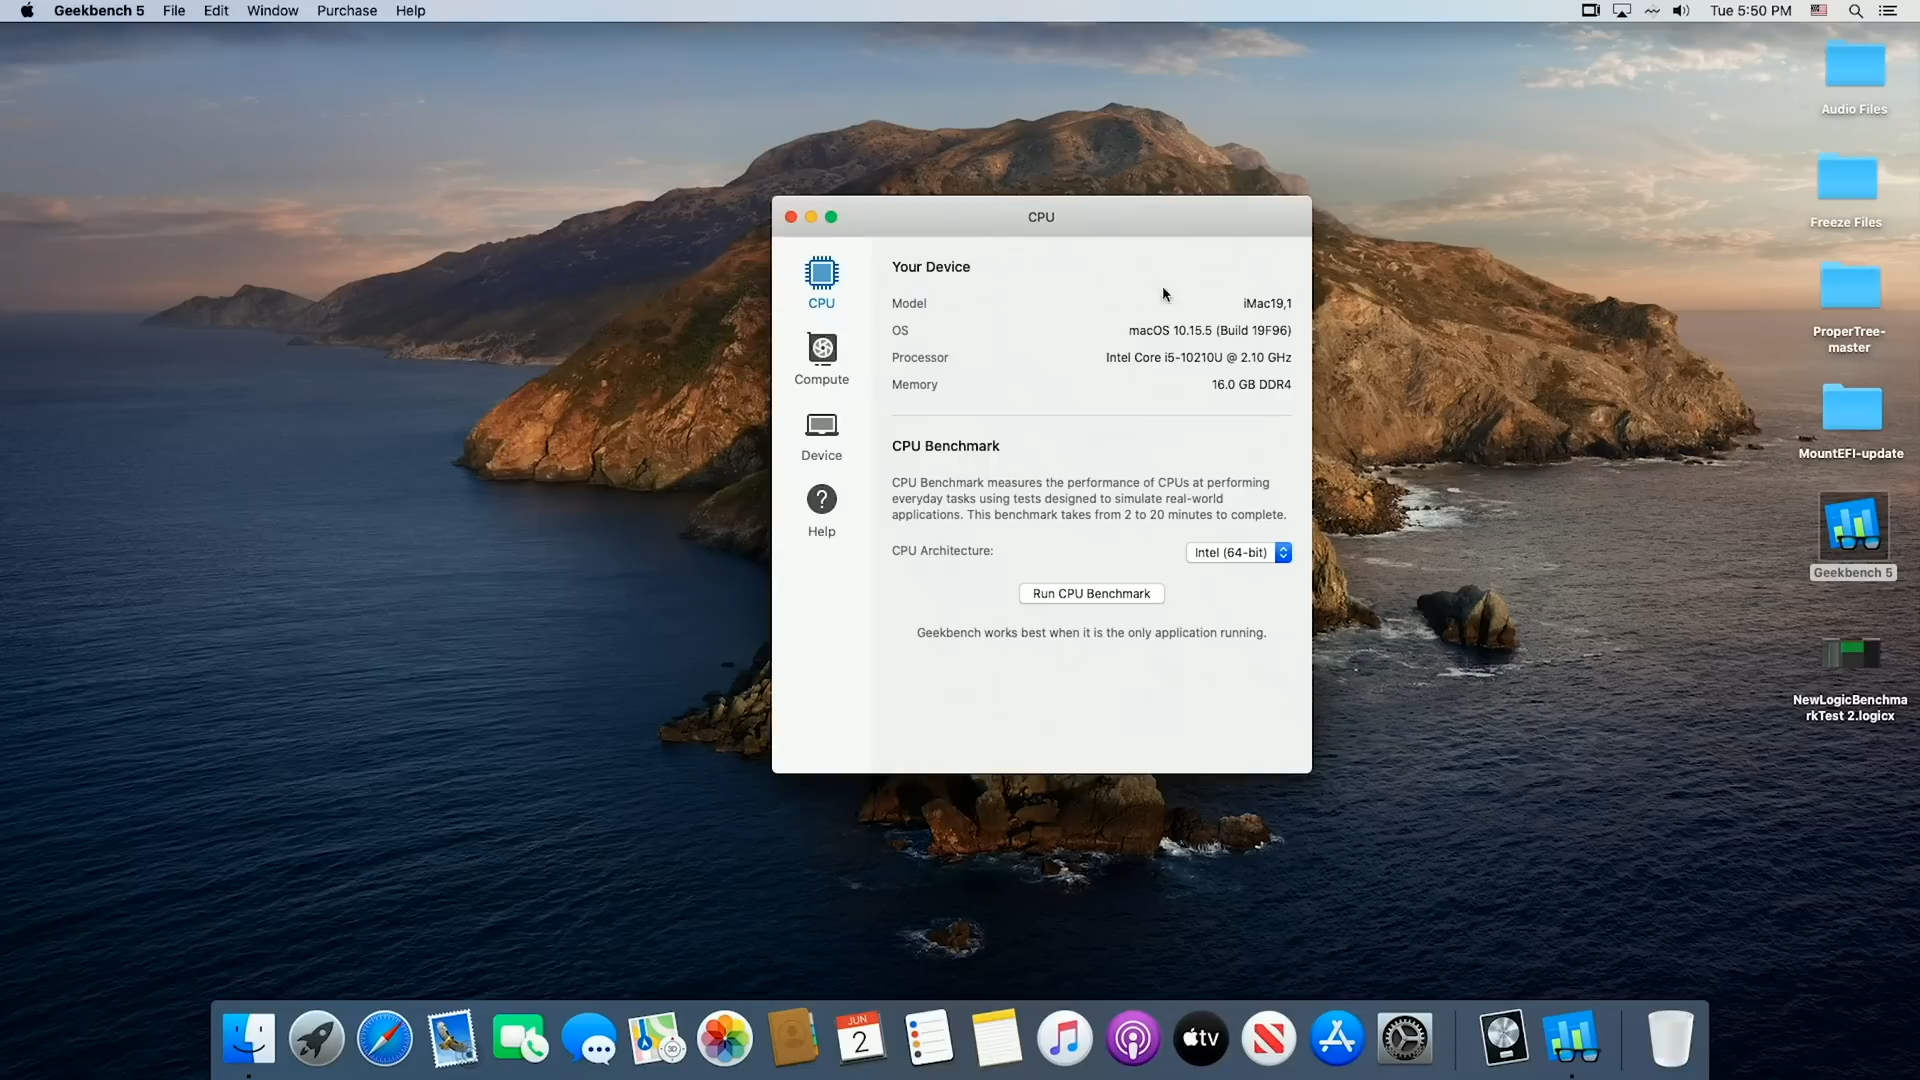 Geekbench 5 File Edit Window Purchase Help
Tue 5:50 PM
Audio Files
Freeze Files
ProperTree-
master
MountEFI-update
Geekbench 5
NewLogicBenchma
rkTest 2.logicx
CPU
CPU
Compute
Device
?
Help
Your Device
Model iMac19,1
OS macOS 10.15.5 (Build 19F96)
Processor Intel Core i5-10210U @ 2.10 GHz
Memory 16.0 GB DDR4
CPU Benchmark
CPU Benchmark measures the performance of CPUs at performing
everyday tasks using tests designed to simulate real-world
applications. This benchmark takes from 2 to 20 minutes to complete.
CPU Architecture: Intel (64-bit)
Run CPU Benchmark
Geekbench works best when it is the only application running.
3D
JUN
2
tv